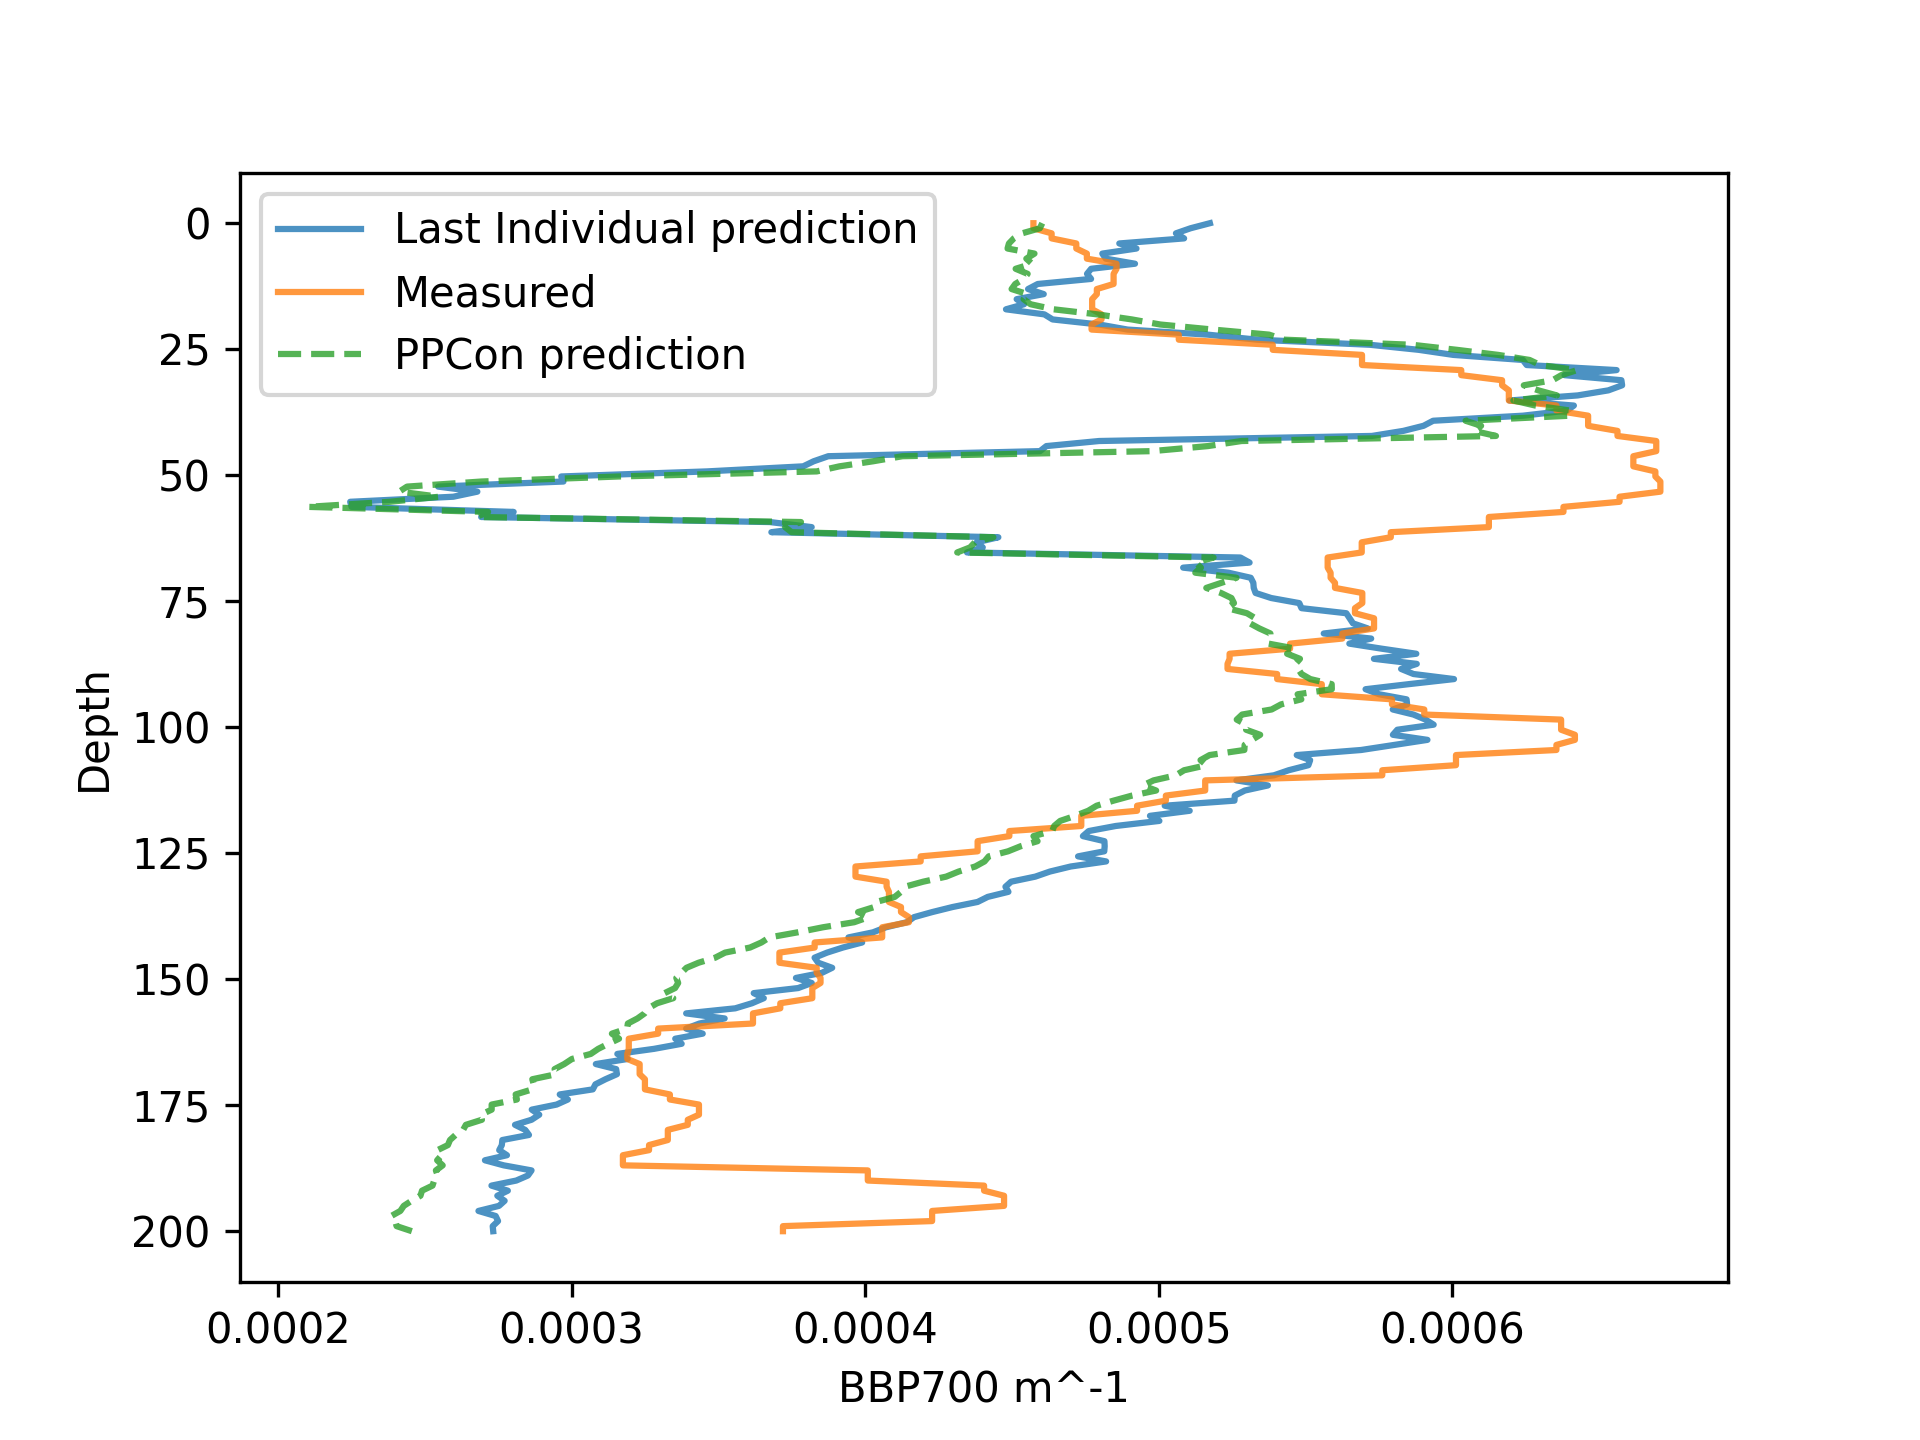 Last Individual prediction
Measured
PPCon prediction
0
25
50
75
100
125
150
175
200
Depth
0.0002 0.0003 0.0004 0.0005 0.0006
BBP700 m^-1